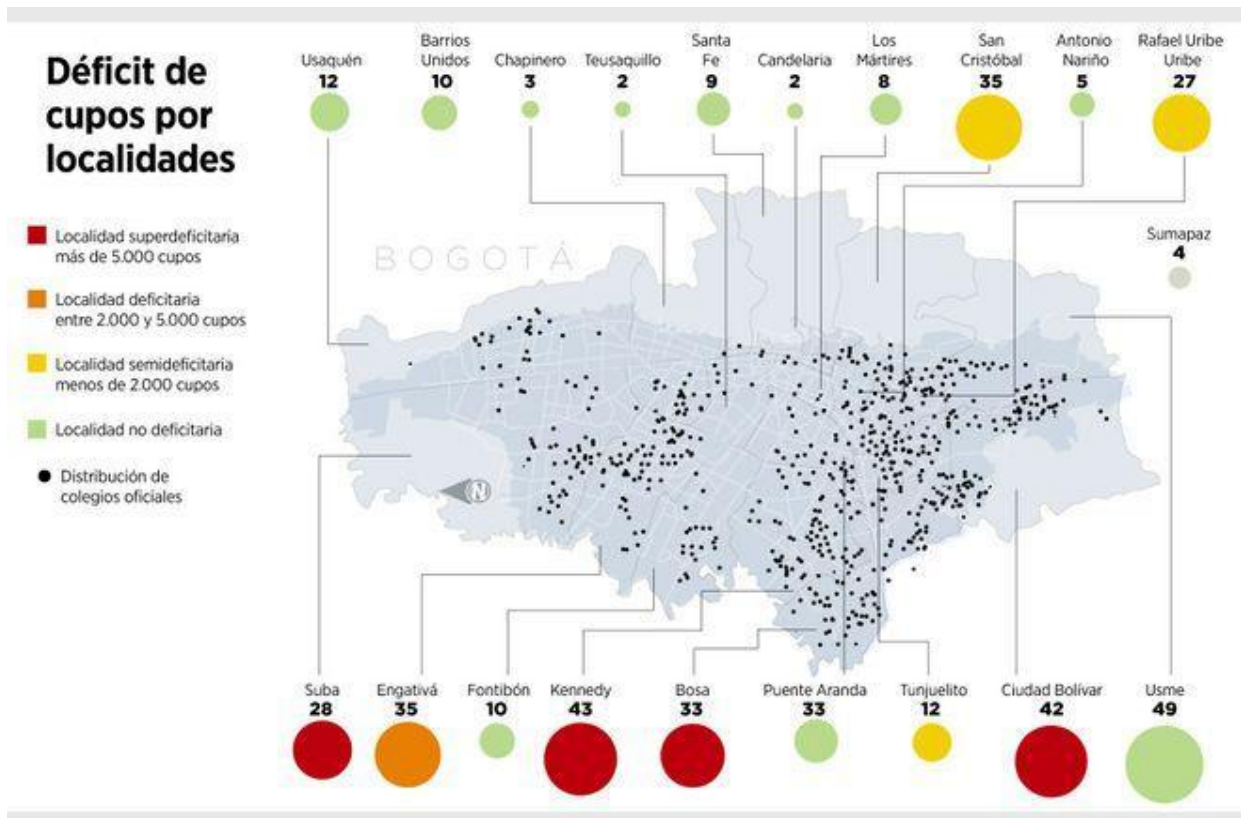 Déficit de
cupos por
localidades
Usaquén
12
Barrios
Unidos
10
Chapinero
3
Teusaquillo
2
Santa
Fe
9
Candelaria
2
Los
Mártires
8
San
Cristóbal
35
Antonio
Nariño
5
Rafael Uribe
Uribe
27
Localidad superdeficitaria
más de 5.000 cupos
Localidad deficitaria
entre 2.000 y 5.000 cupos
Localidad semideficitaria
menos de 2.000 cupos
Localidad no deficitaria
Distribución de
colegios oficiales
BOGOTÁ
Sumapaz
4
N
Suba
28
Engativá
35
Fontibón
10
Kennedy
43
Bosa
33
Puente Aranda
33
Tunjuelito
12
Ciudad Bolívar
42
Usme
49